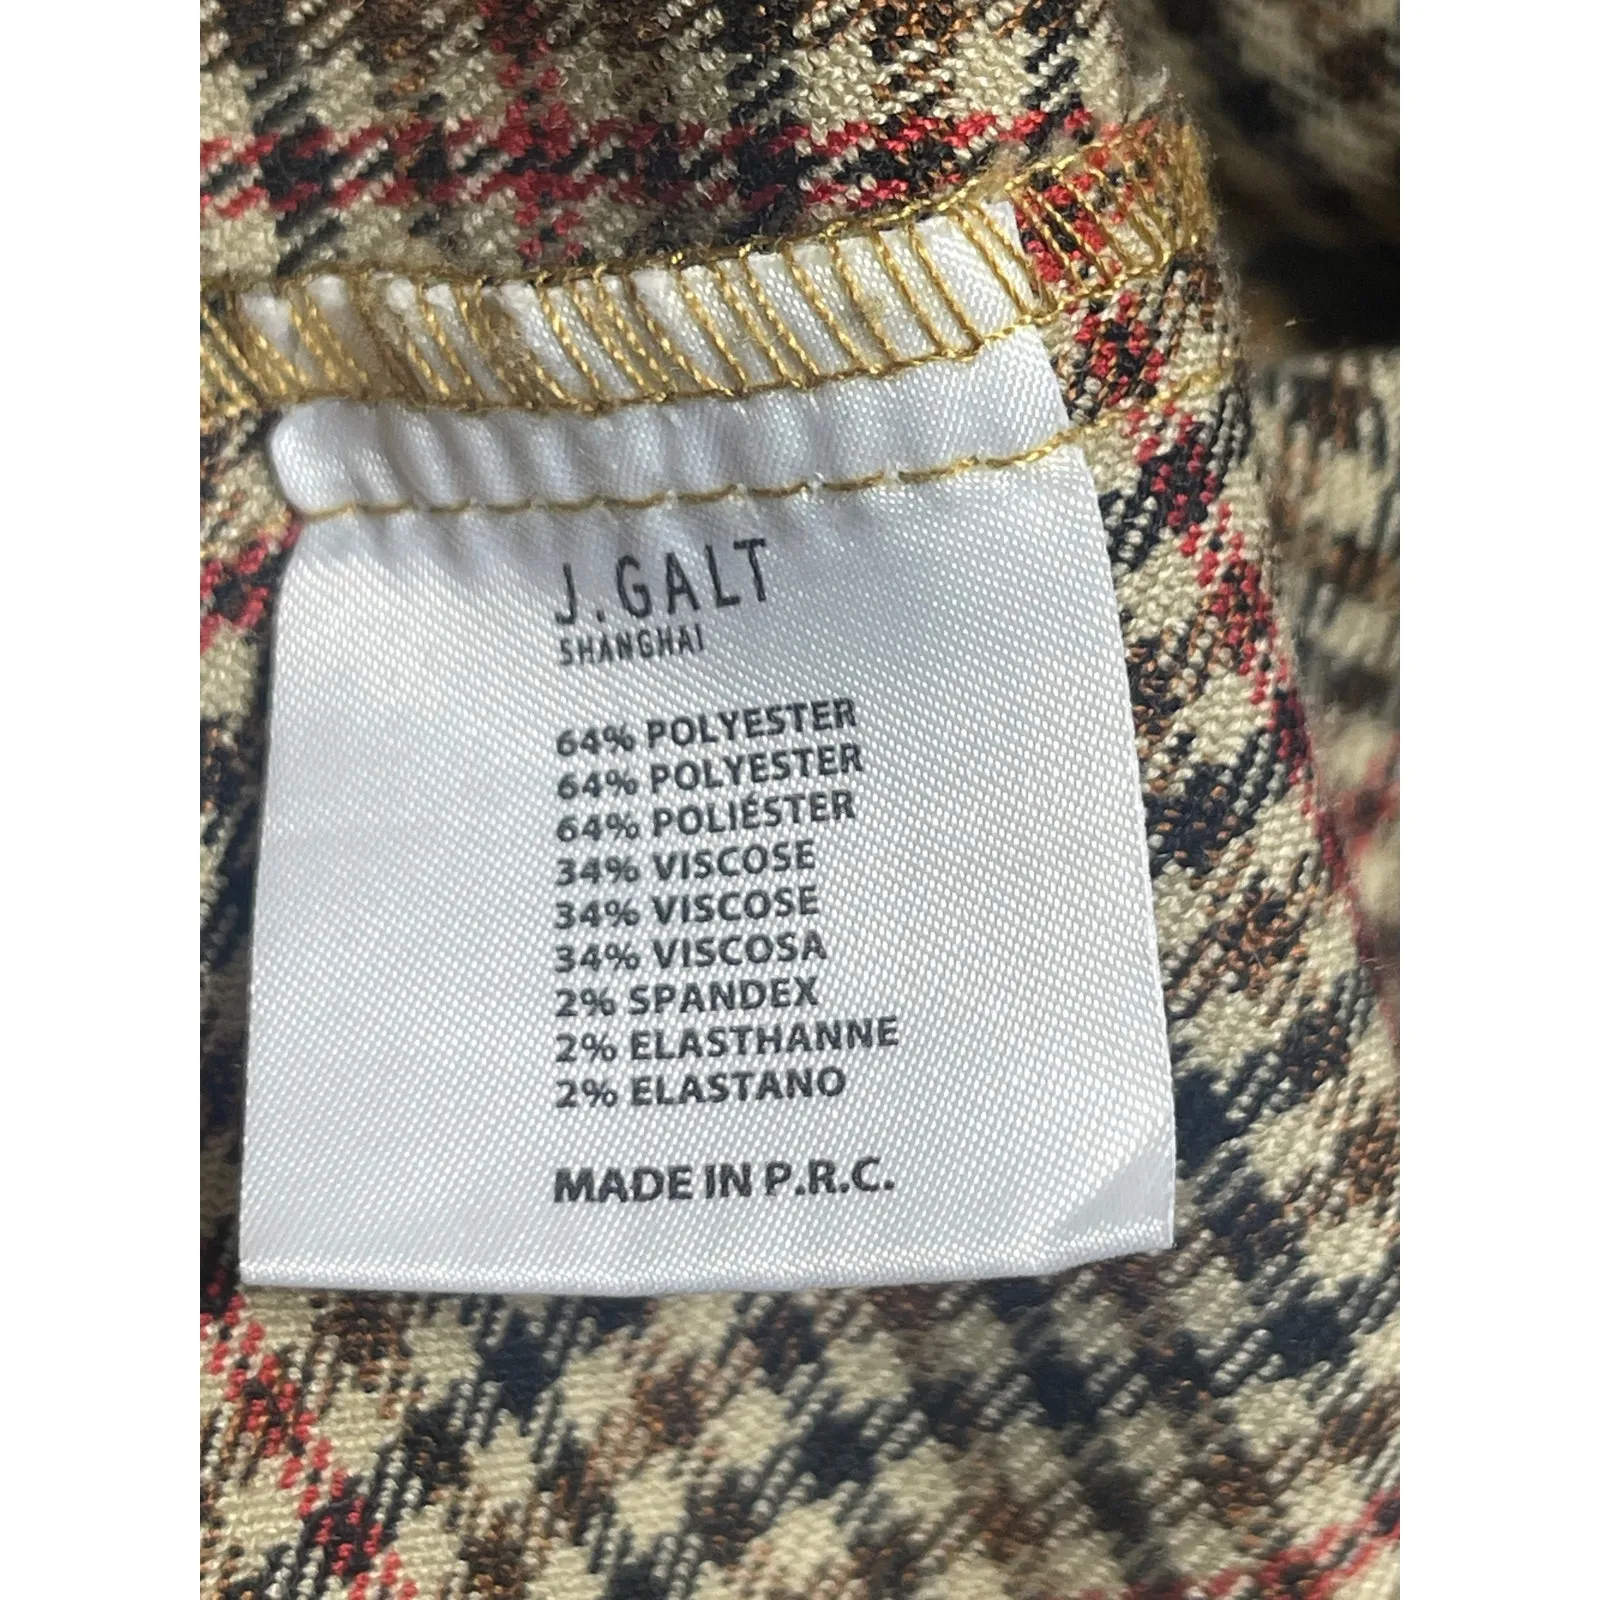 J.GALT
SHANGHAI
64% POLYESTER
64% POLYESTER
64% POLIÉSTER
34% VISCOSE
34% VISCOSE
34% VISCOSA
2% SPANDEX
2% ELASTHANNE
2% ELASTANO
MADE IN P.R.C.